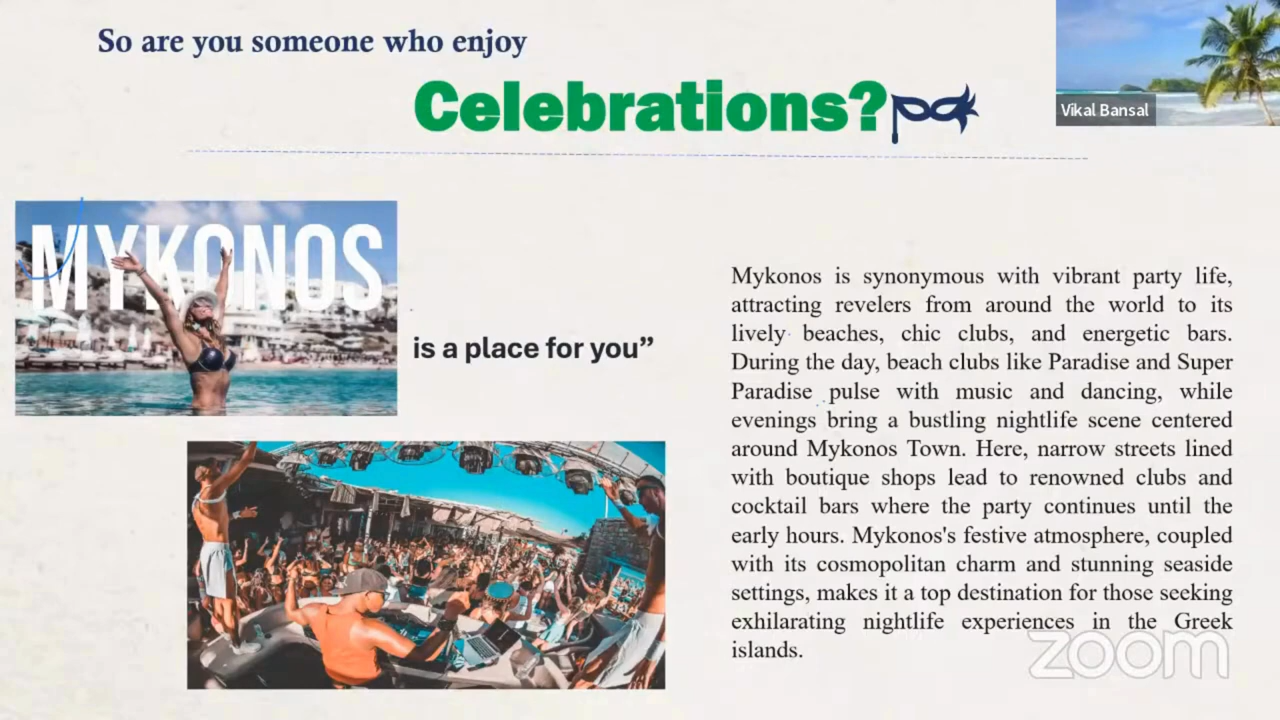 So are you someone who enjoy
Celebrations?
Vikal Bansal
MYKONOS
is a place for you”
Mykonos is synonymous with vibrant party life,
attracting revelers from around the world to its
lively beaches, chic clubs, and energetic bars.
During the day, beach clubs like Paradise and Super
Paradise pulse with music and dancing, while
evenings bring a bustling nightlife scene centered
around Mykonos Town. Here, narrow streets lined
with boutique shops lead to renowned clubs and
cocktail bars where the party continues until the
early hours. Mykonos's festive atmosphere, coupled
with its cosmopolitan charm and stunning seaside
settings, makes it a top destination for those seeking
exhilarating nightlife experiences in the Greek
islands.
zoom